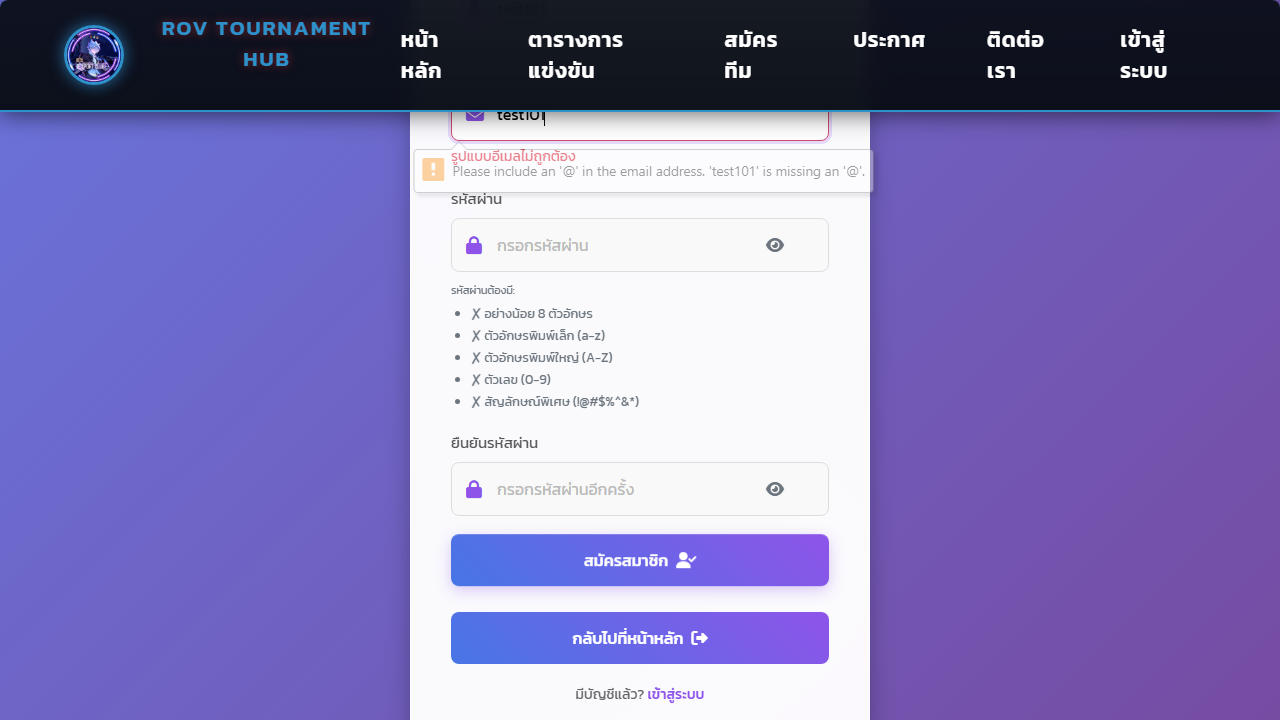 ROV TOURNAMENT
HUB
หน้า
หลัก
ตารางการ
แข่งขัน
สมัคร
ทีม
ประกาศ
ติดต่อ
เรา
เข้าสู่
ระบบ
test101
รูปแบบอีเมลไม่ถูกต้อง
Please include an '@' in the email address. 'test101' is missing an '@'.
รหัสผ่าน
กรอกรหัสผ่าน
รหัสผ่านต้องมี:
✗ อย่างน้อย 8 ตัวอักษร
✗ ตัวอักษรพิมพ์เล็ก (a-z)
✗ ตัวอักษรพิมพ์ใหญ่ (A-Z)
✗ ตัวเลข (0-9)
✗ สัญลักษณ์พิเศษ (!@#$%^&*)
ยืนยันรหัสผ่าน
กรอกรหัสผ่านอีกครั้ง
สมัครสมาชิก
กลับไปที่หน้าหลัก
มีบัญชีแล้ว? เข้าสู่ระบบ